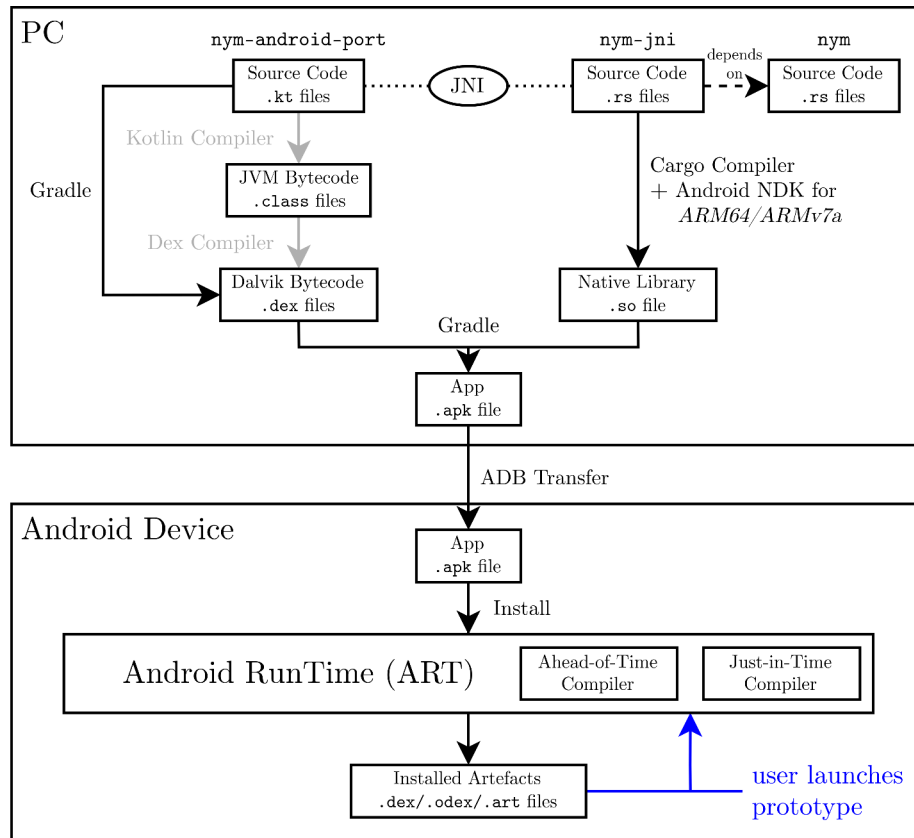 PC
nym-android-port
nym-jni
nym
depends
on
Source Code
.kt files
JNI
Source Code
.rs files
Source Code
.rs files
Kotlin Compiler
Gradle
JVM Bytecode
.class files
Cargo Compiler
+ Android NDK for
ARM64/ARMv7a
Dex Compiler
Dalvik Bytecode
.dex files
Native Library
.so file
Gradle
App
.apk file
ADB Transfer
Android Device
App
.apk file
Install
Android RunTime (ART)
Ahead-of-Time
Compiler
Just-in-Time
Compiler
Installed Artefacts
.dex/.odex/.art files
user launches
prototype